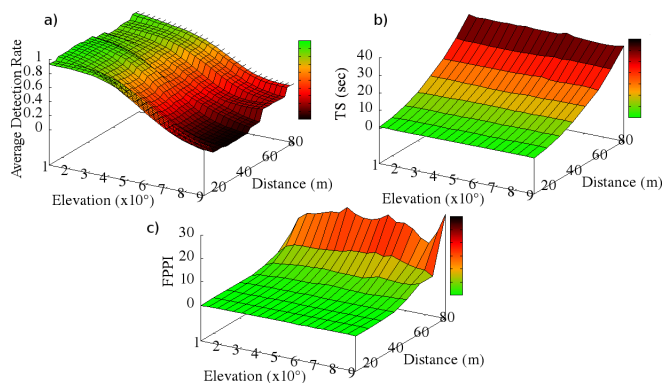 a)
Average Detection Rate
1
0.8
0.6
0.4
0.2
0
1 2 3 4 5 6 7 8 9
Elevation (x10°)
20 40 60 80
Distance (m)
b)
TS (sec)
40
30
20
10
0
1 2 3 4 5 6 7 8 9
Elevation (x10°)
20 40 60 80
Distance (m)
c)
FPPI
30
20
10
0
1 2 3 4 5 6 7 8 9
Elevation (x10°)
20 40 60 80
Distance (m)